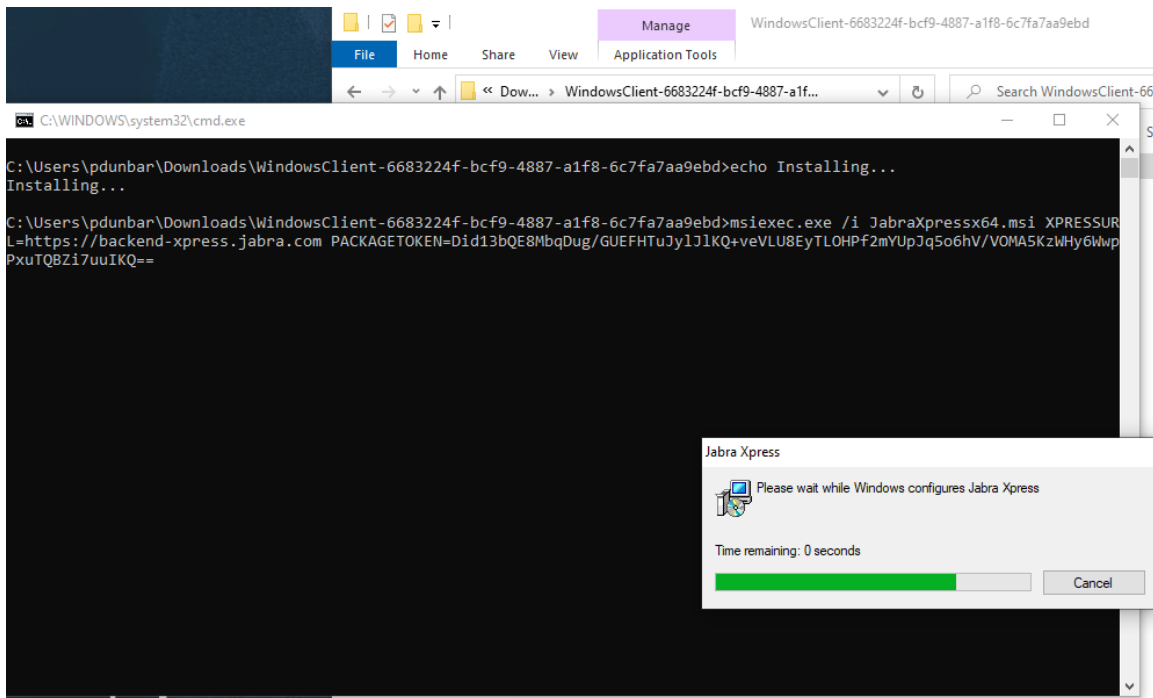 Manage
WindowsClient-6683224f-bcf9-4887-a1f8-6c7fa7aa9ebd
File
Home
Share
View
Application Tools
« Dow... › WindowsClient-6683224f-bcf9-4887-a1f...
Search WindowsClient-66
C:\WINDOWS\system32\cmd.exe
S
C:\Users\pdunbar\Downloads\WindowsClient-6683224f-bcf9-4887-a1f8-6c7fa7aa9ebd>echo Installing...
Installing...
C:\Users\pdunbar\Downloads\WindowsClient-6683224f-bcf9-4887-a1f8-6c7fa7aa9ebd>msiexec.exe /i JabraXpressx64.msi XPRESSUR
L=https://backend-xpress.jabra.com PACKAGETOKEN=Did13bQE8MbqDug/GUEFHTuJylJlKQ+veVLU8EyTLOHPf2mYUpJq5o6hV/VOMA5KzWHy6Wwp
PxuTQBZi7uuIKQ==
Jabra Xpress
Please wait while Windows configures Jabra Xpress
Time remaining: 0 seconds
Cancel